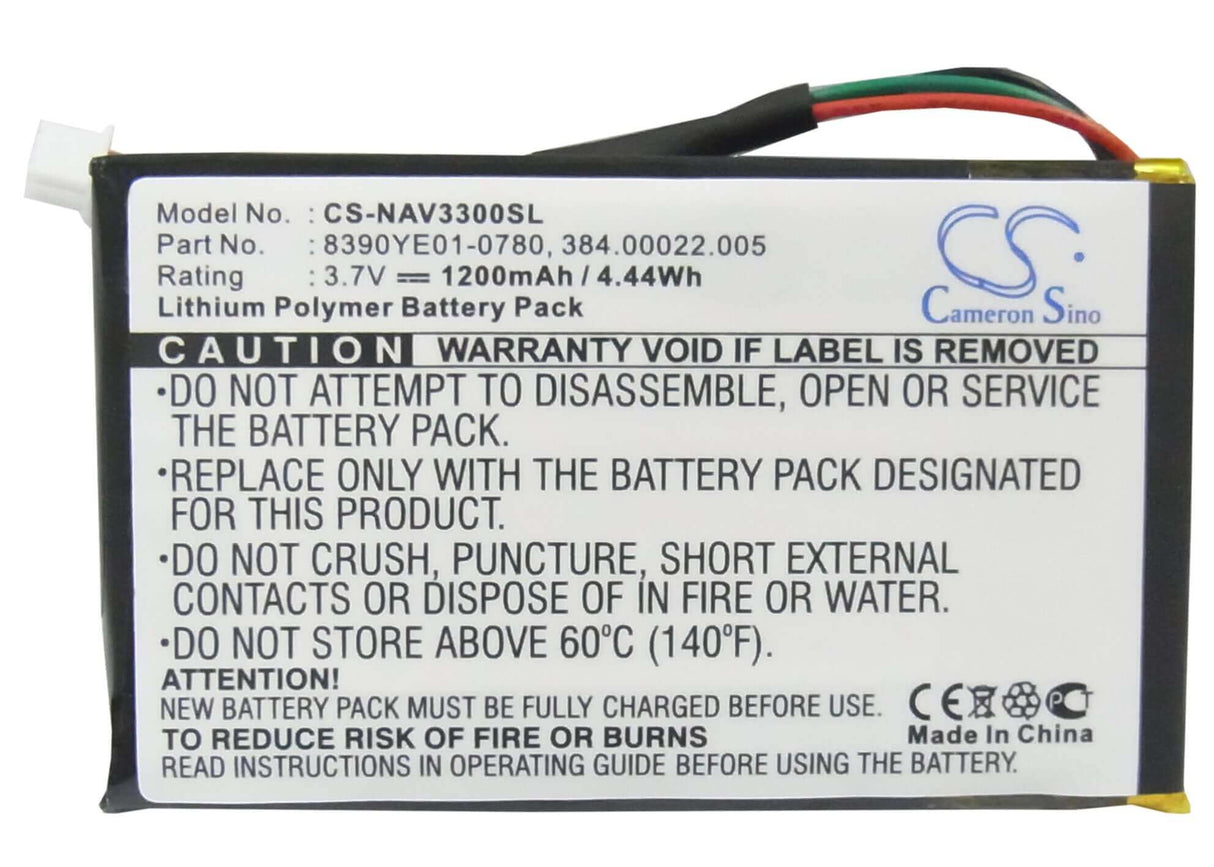 Model No. : CS-NAV3300SL
Part No. : 8390YE01-0780, 384.00022.005
Rating : 3.7V ⎓ 1200mAh / 4.44Wh
Lithium Polymer Battery Pack
CS
Cameron Sino
CAUTION WARRANTY VOID IF LABEL IS REMOVED
•DO NOT ATTEMPT TO DISASSEMBLE, OPEN OR SERVICE
THE BATTERY PACK.
•REPLACE ONLY WITH THE BATTERY PACK DESIGNATED
FOR THIS PRODUCT.
•DO NOT CRUSH, PUNCTURE, SHORT EXTERNAL
CONTACTS OR DISPOSE OF IN FIRE OR WATER.
•DO NOT STORE ABOVE 60°C (140°F).
ATTENTION!
NEW BATTERY PACK MUST BE FULLY CHARGED BEFORE USE.
TO REDUCE RISK OF FIRE OR BURNS
READ INSTRUCTIONS IN OPERATING GUIDE BEFORE USING THE BATTERY.
CE PCT
Made In China